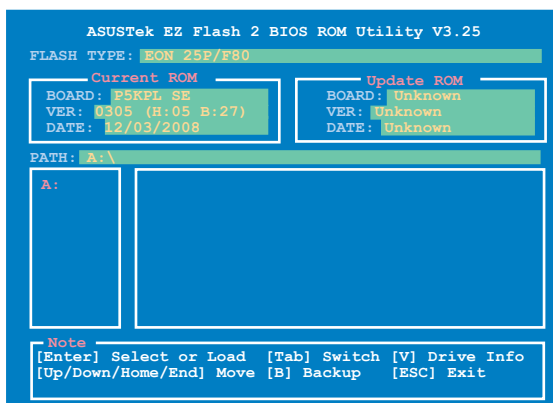 ASUSTek EZ Flash 2 BIOS ROM Utility V3.25
FLASH TYPE: EON 25P/F80
Current ROM
BOARD: P5KPL SE
VER: 0305 (H:05 B:27)
DATE: 12/03/2008
Update ROM
BOARD: Unknown
VER: Unknown
DATE: Unknown
PATH: A:\
A:
Note
[Enter] Select or Load [Tab] Switch [V] Drive Info
[Up/Down/Home/End] Move [B] Backup [ESC] Exit